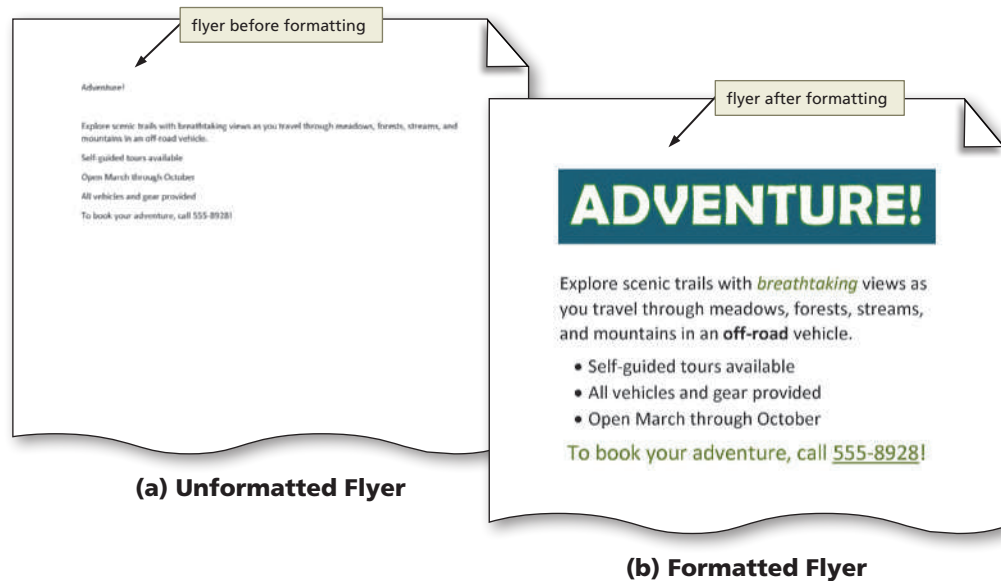 flyer before formatting
Adventure!
Explore scenic trails with breathtaking views as you travel through meadows, forests, streams, and
mountains in an off-road vehicle.
Self-guided tours available
Open March through October
All vehicles and gear provided
To book your adventure, call 555-8928!
(a) Unformatted Flyer
flyer after formatting
ADVENTURE!
Explore scenic trails with breathtaking views as
you travel through meadows, forests, streams,
and mountains in an off-road vehicle.
• Self-guided tours available
• All vehicles and gear provided
• Open March through October
To book your adventure, call 555-8928!
(b) Formatted Flyer